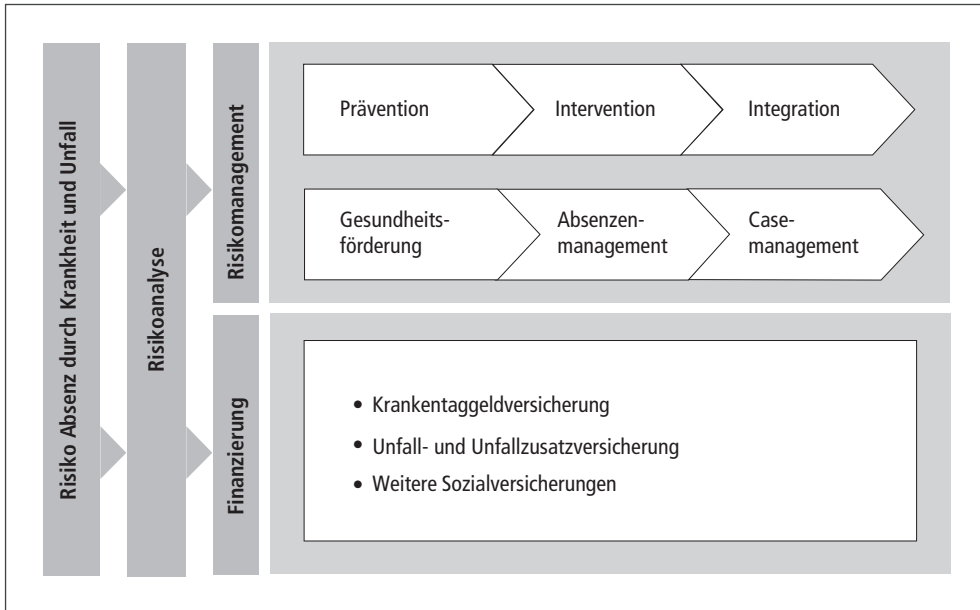 Risiko Absenz durch Krankheit und Unfall
Risikoanalyse
Risikomanagement
Prävention
Intervention
Integration
Gesundheits-
förderung
Absenzen-
management
Case-
management
Finanzierung
• Krankentaggeldversicherung
• Unfall- und Unfallzusatzversicherung
• Weitere Sozialversicherungen